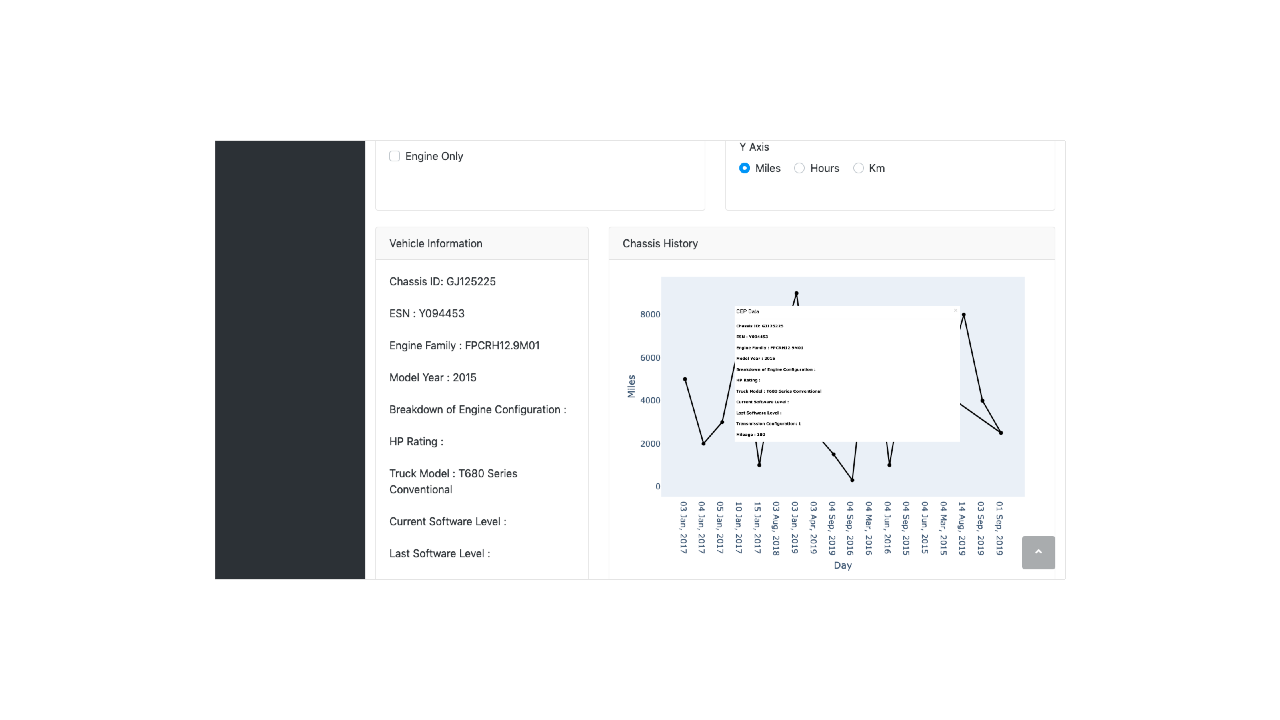 Engine Only
Y Axis
Miles Hours Km
Vehicle Information
Chassis ID: GJ125225
ESN : Y094453
Engine Family : FPCRH12.9M01
Model Year : 2015
Breakdown of Engine Configuration :
HP Rating :
Truck Model : T680 Series
Conventional
Current Software Level :
Last Software Level :
Chassis History
8000
6000
4000
2000
0
Miles
CEP Data
Chassis ID: GJ125225
ESN : Y094453
Engine Family : FPCRH12.9M01
Model Year : 2015
Breakdown of Engine Configuration :
HP Rating :
Truck Model : T680 Series Conventional
Current Software Level :
Last Software Level :
Transmission Configuration: 1
03 Jan, 2017
04 Jan, 2017
05 Jan, 2017
10 Jan, 2017
15 Jan, 2017
03 Aug, 2018
03 Jan, 2019
03 Apr, 2019
04 Sep, 2019
04 Sep, 2016
04 Mar, 2016
04 Jun, 2016
04 Sep, 2015
04 Jun, 2015
04 Mar, 2015
14 Aug, 2019
03 Sep, 2019
01 Sep, 2019
Day